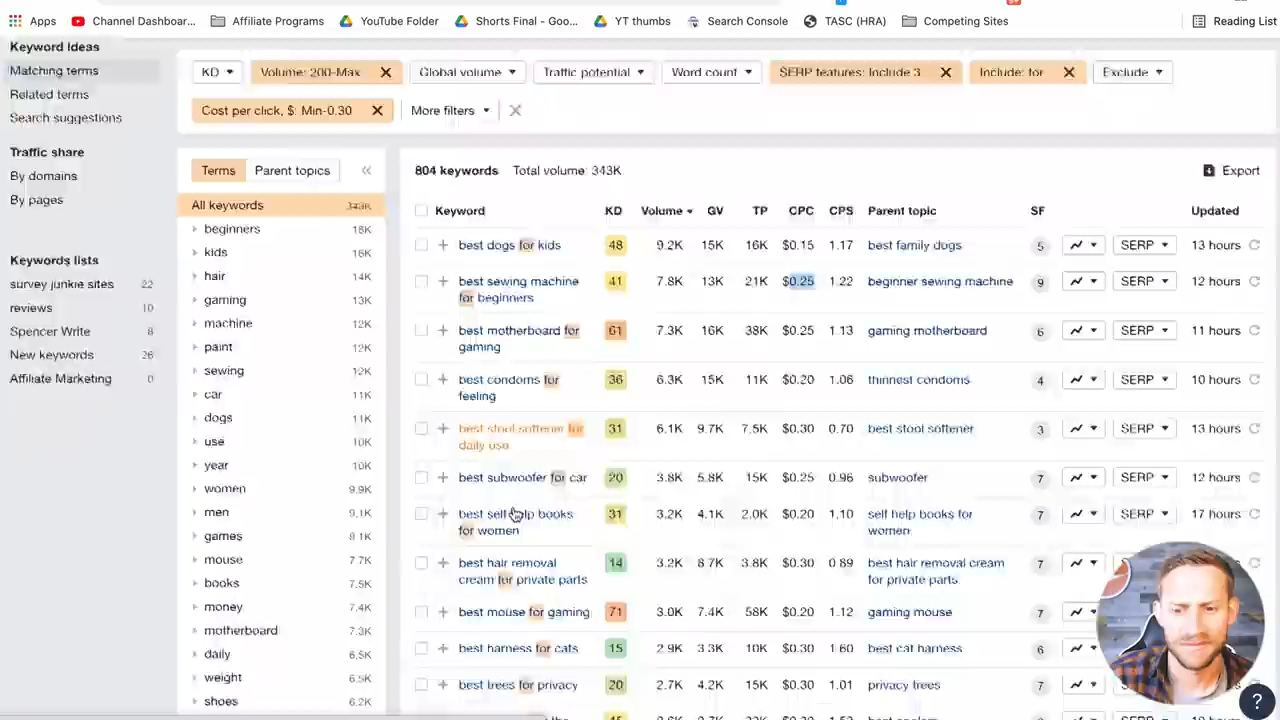 Apps Channel Dashboar... Affiliate Programs YouTube Folder Shorts Final - Goo... YT thumbs Search Console TASC (HRA) Competing Sites Reading List
Keyword ideas
Matching terms
Related terms
Search suggestions
Traffic share
By domains
By pages
Keywords lists
survey junkie sites 22
reviews 10
Spencer Write 8
New keywords 26
Affiliate Marketing 0
KD Volume: 200-Max Global volume Traffic potential Word count SERP features: Include 3 Include: for Exclude
Cost per click, $: Min-0.30 More filters
Terms Parent topics
All keywords 343K
beginners 18K
kids 16K
hair 14K
gaming 13K
machine 12K
paint 12K
sewing 12K
car 11K
dogs 11K
use 10K
year 10K
women 9.9K
men 9.1K
games 8.1K
mouse 7.7K
books 7.5K
money 7.4K
motherboard 7.3K
daily 6.5K
weight 6.5K
shoes 6.2K
804 keywords Total volume: 343K
Export
Keyword KD Volume GV TP CPC CPS Parent topic SF Updated
best dogs for kids 48 9.2K 15K 16K $0.15 1.17 best family dogs 5 SERP 13 hours
best sewing machine for beginners 41 7.8K 13K 21K $0.25 1.22 beginner sewing machine 9 SERP 12 hours
best motherboard for gaming 61 7.3K 16K 38K $0.25 1.13 gaming motherboard 6 SERP 11 hours
best condoms for feeling 36 6.3K 15K 11K $0.20 1.06 thinnest condoms 4 SERP 10 hours
best stool softener for daily use 31 6.1K 9.7K 7.5K $0.30 0.70 best stool softener 3 SERP 13 hours
best subwoofer for car 20 3.8K 5.8K 15K $0.25 0.96 subwoofer 7 SERP 12 hours
best self help books for women 31 3.2K 4.1K 2.0K $0.20 1.10 self help books for women 7 SERP 17 hours
best hair removal cream for private parts 14 3.2K 8.7K 3.8K $0.30 0.89 best hair removal cream for private parts 7
best mouse for gaming 71 3.0K 7.4K 58K $0.20 1.12 gaming mouse 7
best harness for cats 15 2.9K 3.3K 10K $0.30 1.60 best cat harness 6
best trees for privacy 20 2.7K 4.2K 15K $0.30 1.01 privacy trees 7
?